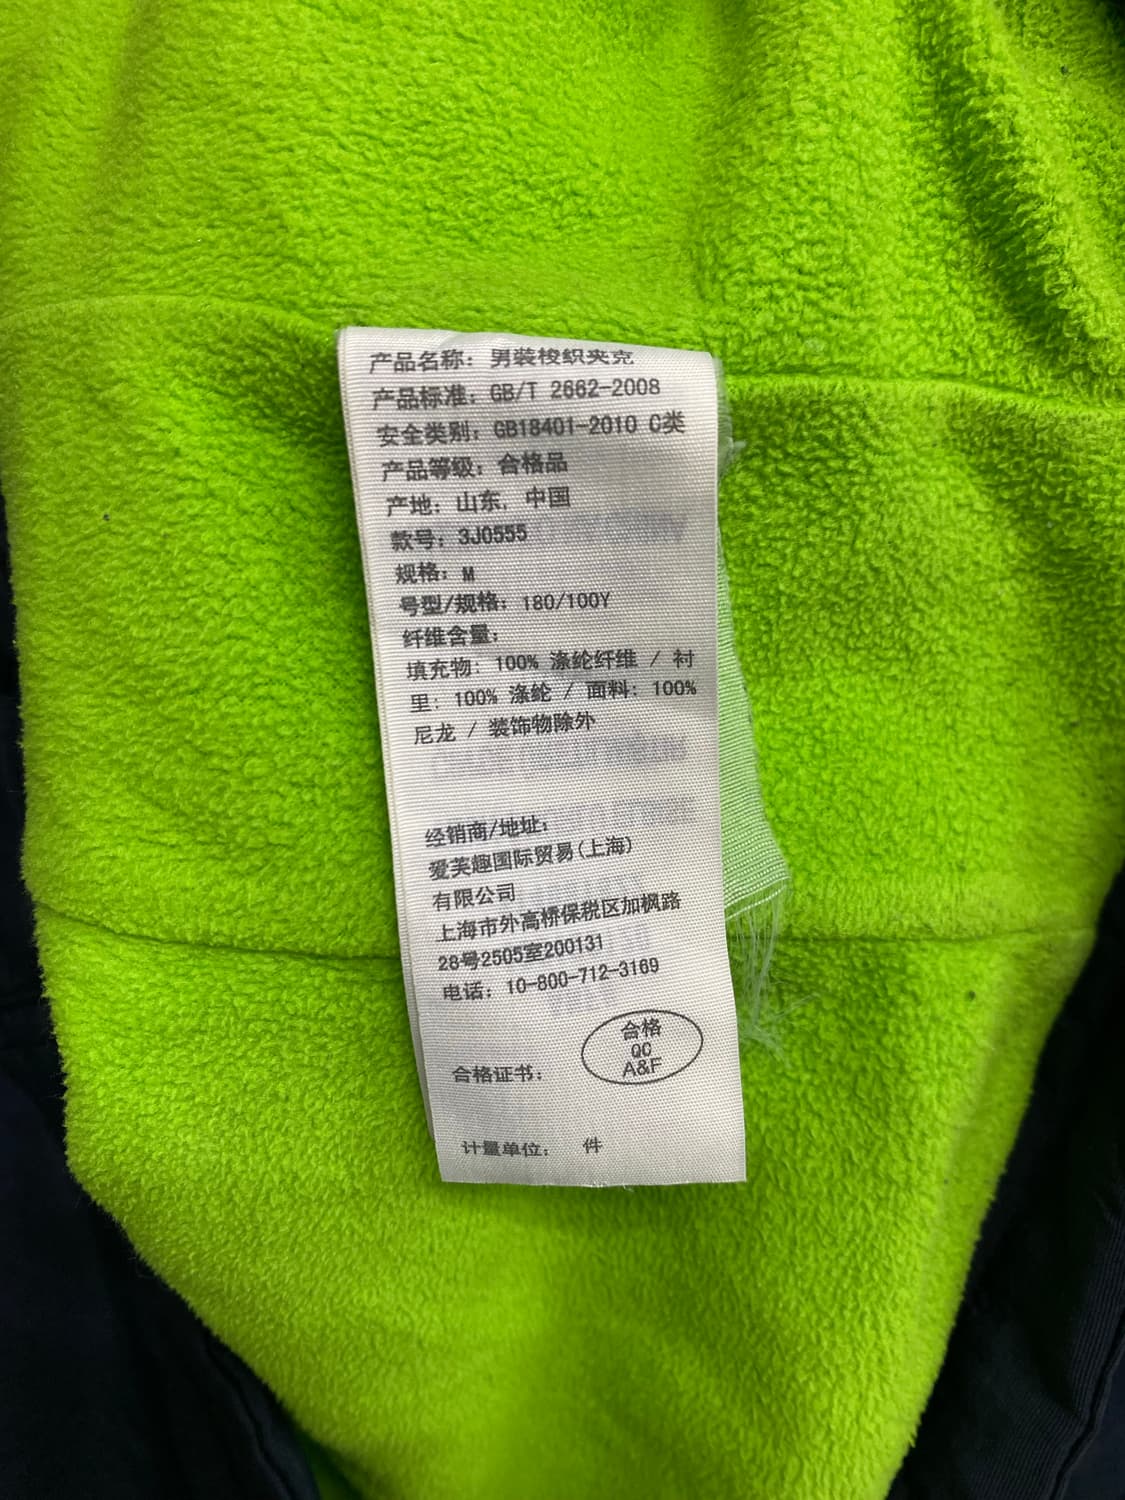 产品名称：男装梭织夹克
产品标准：GB/T 2662-2008
安全类别：GB18401-2010 C类
产品等级：合格品
产地：山东，中国
款号：3J0555
规格：M
号型/规格：180/100Y
纤维含量：
填充物：100% 涤纶纤维 / 衬
里：100% 涤纶 / 面料：100%
尼龙 / 装饰物除外
经销商/地址：
爱芙趣国际贸易(上海)
有限公司
上海市外高桥保税区加枫路
28号2505室200131
电话：10-800-712-3169
合格
QC
A&F
合格证书：
计量单位： 件